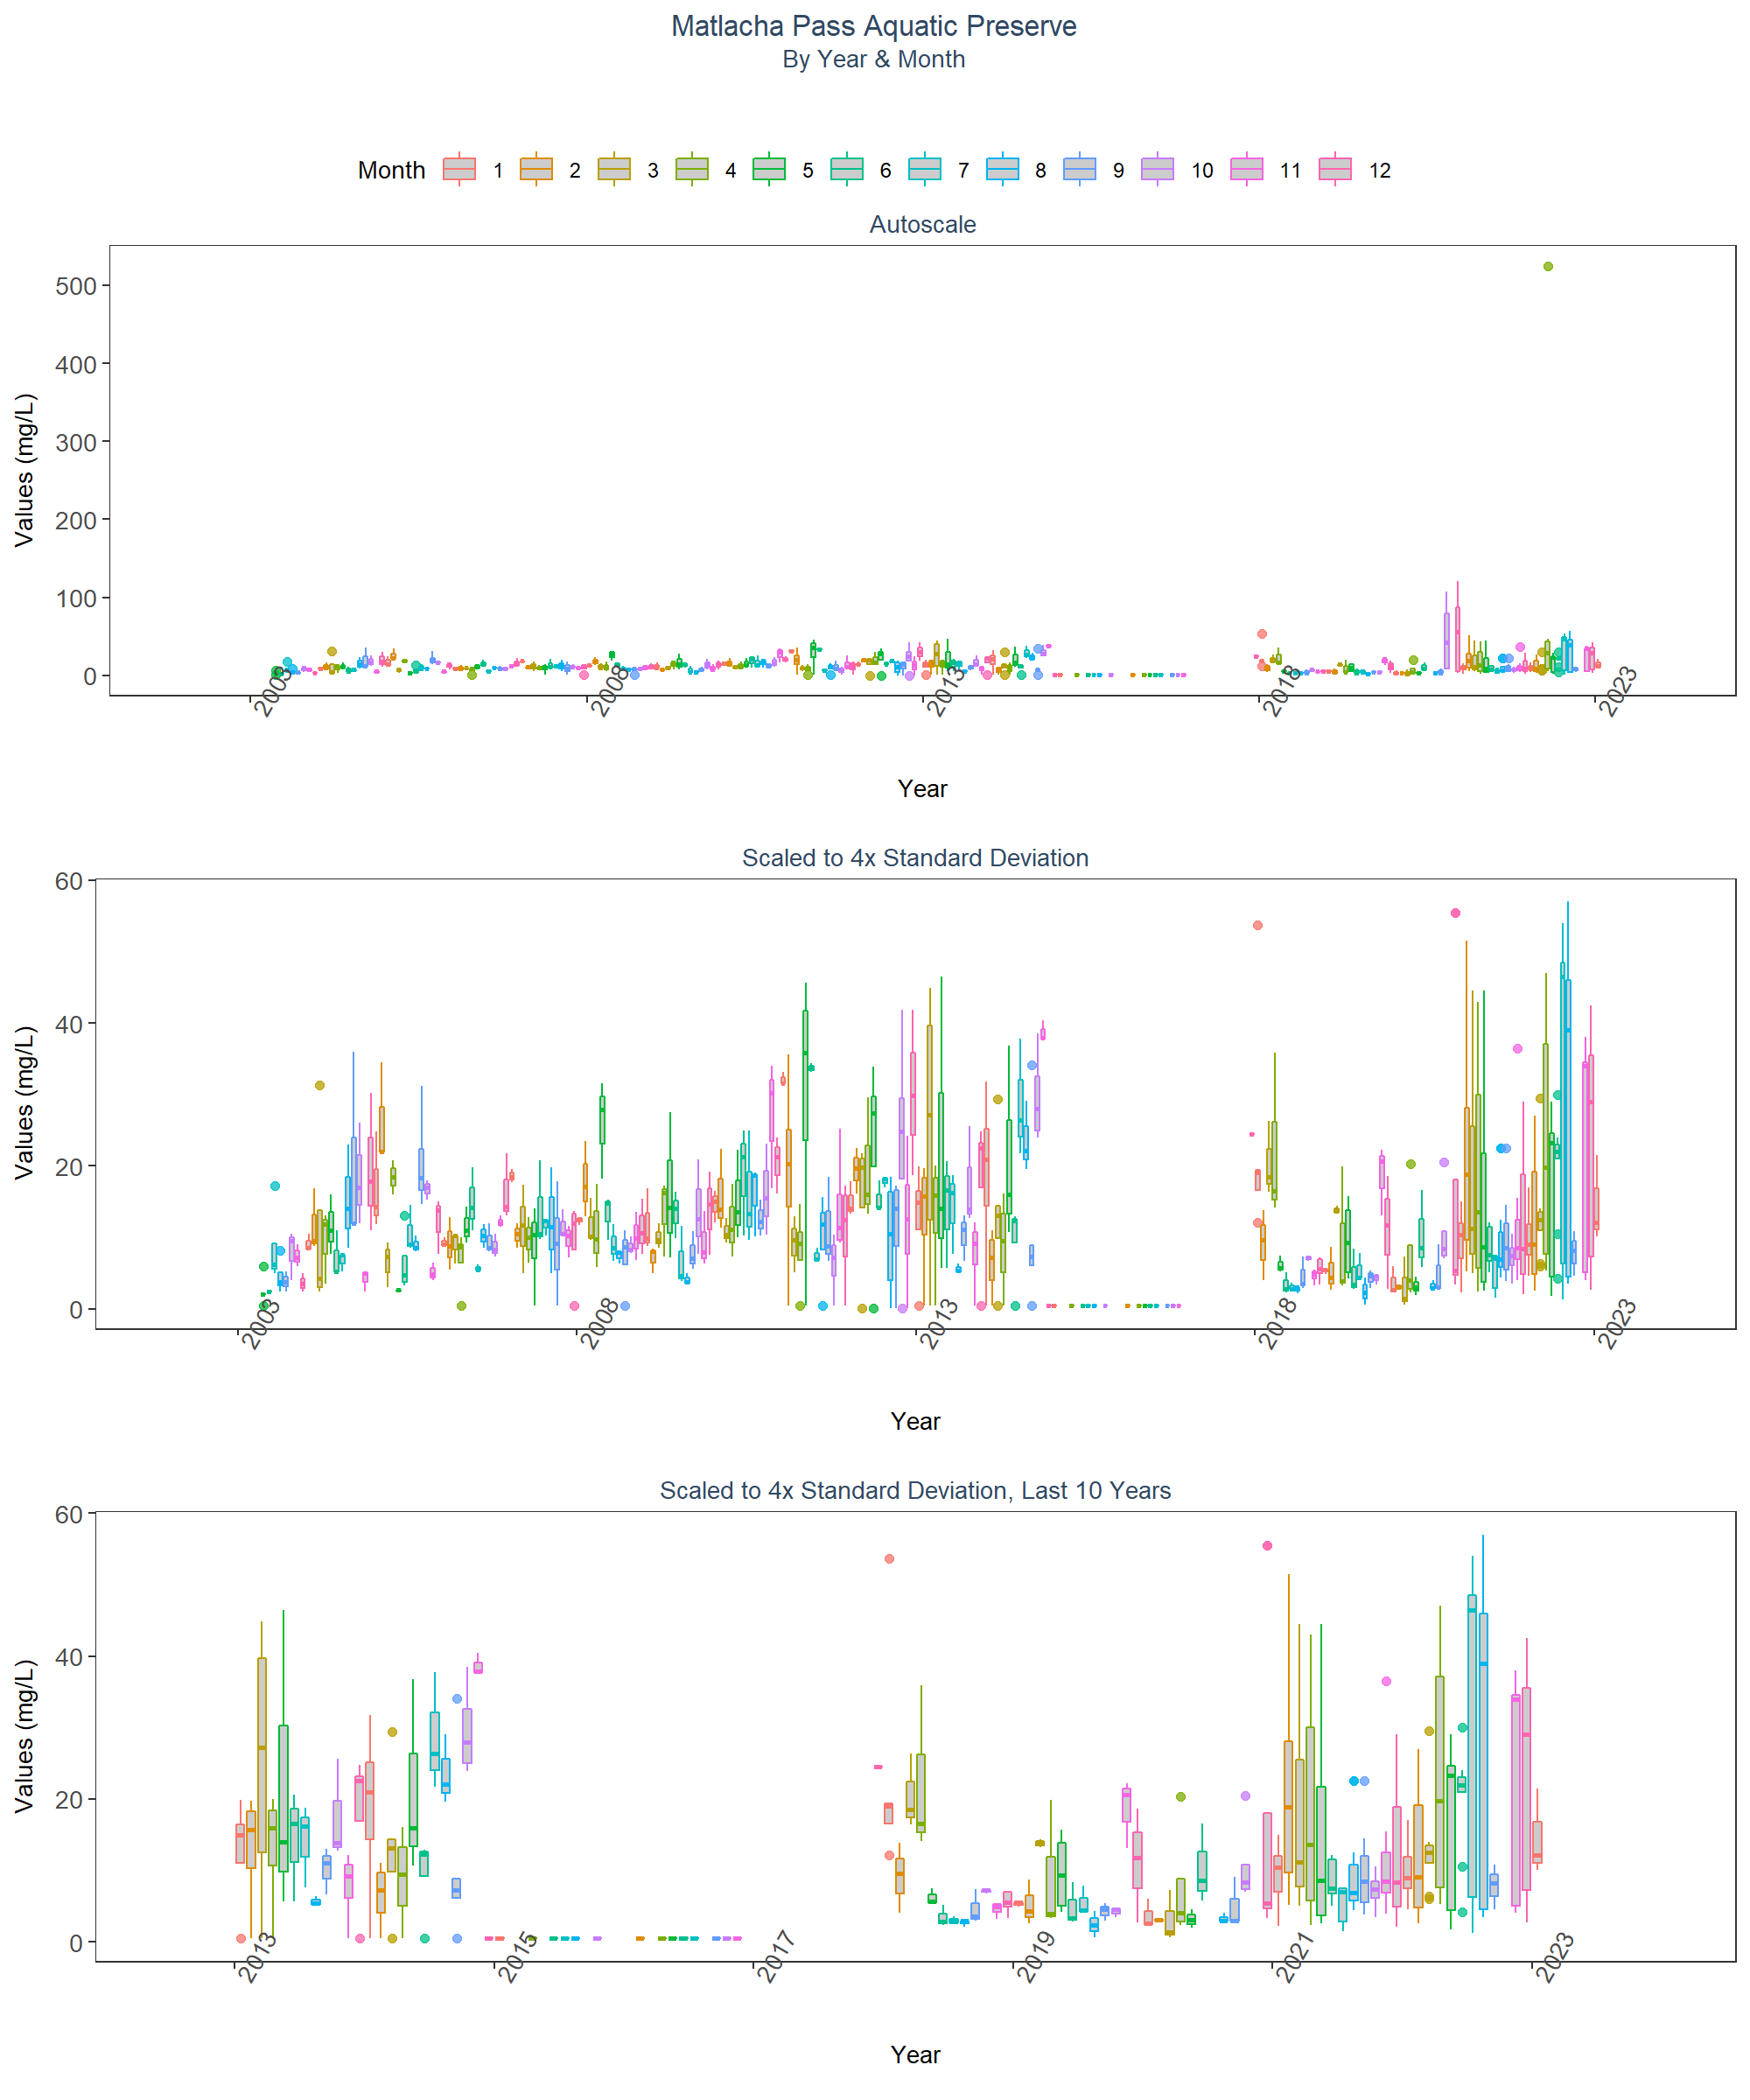 Matlacha Pass Aquatic Preserve
By Year & Month
Month 1 2 3 4 5 6 7 8 9 10 11 12
Autoscale
Values (mg/L)
500
400
300
200
100
0
2003 2008 2013 2018 2023
Year
Scaled to 4x Standard Deviation
Values (mg/L)
60
40
20
0
2003 2008 2013 2018 2023
Year
Scaled to 4x Standard Deviation, Last 10 Years
Values (mg/L)
60
40
20
0
2013 2015 2017 2019 2021 2023
Year